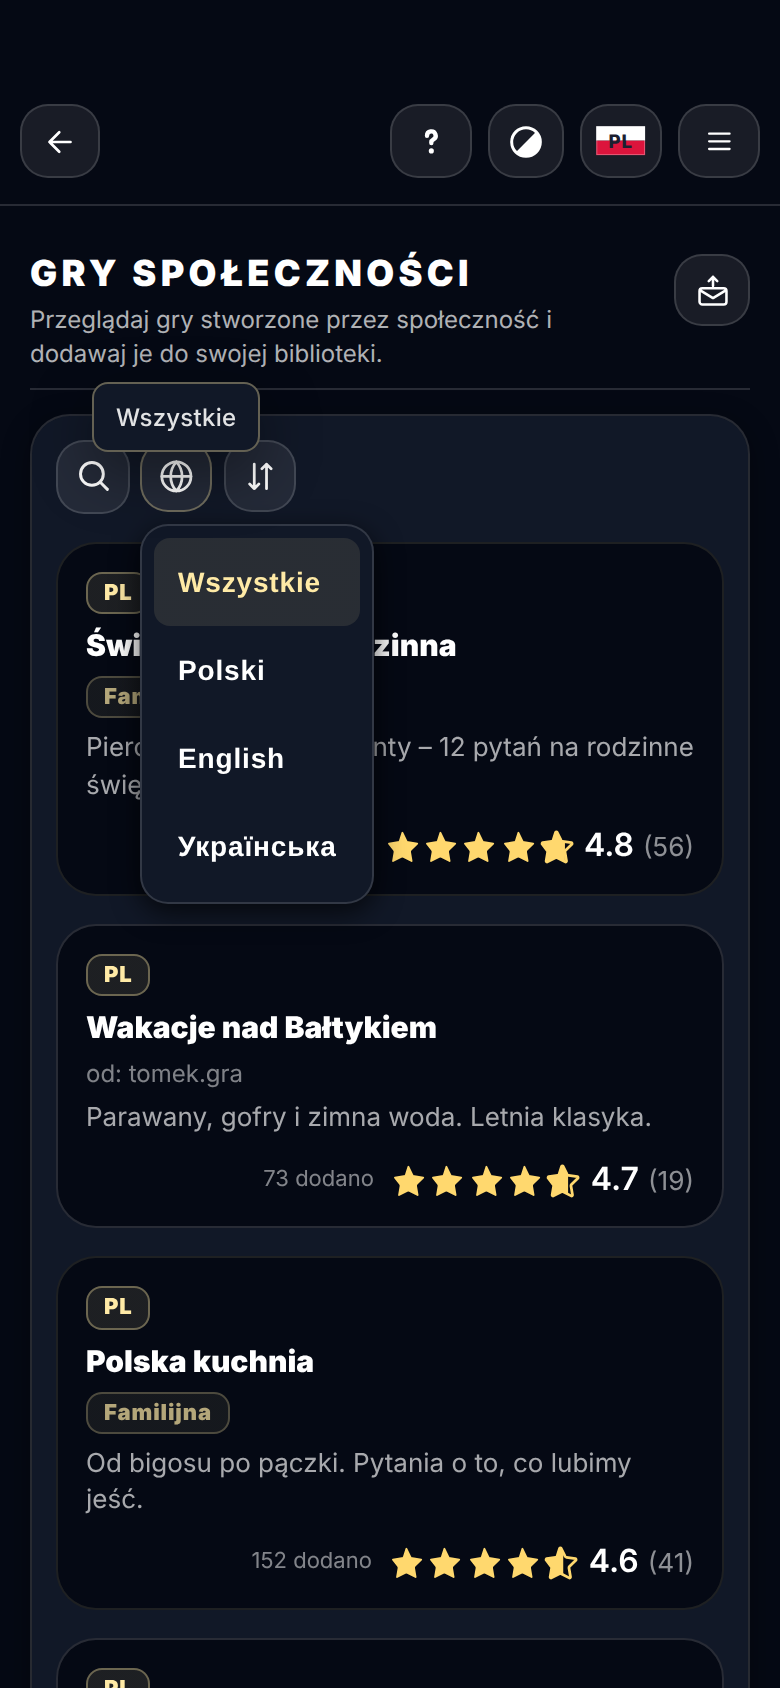 ?
PL
GRY SPOŁECZNOŚCI
Przeglądaj gry stworzone przez społeczność i
dodawaj je do swojej biblioteki.
Wszystkie
Wszystkie
Polski
English
Українська
PL
– 12 pytań na rodzinne
4.8 (56)
PL
Wakacje nad Bałtykiem
od: tomek.gra
Parawany, gofry i zimna woda. Letnia klasyka.
73 dodano 4.7 (19)
PL
Polska kuchnia
Familijna
Od bigosu po pączki. Pytania o to, co lubimy
jeść.
152 dodano 4.6 (41)
PL